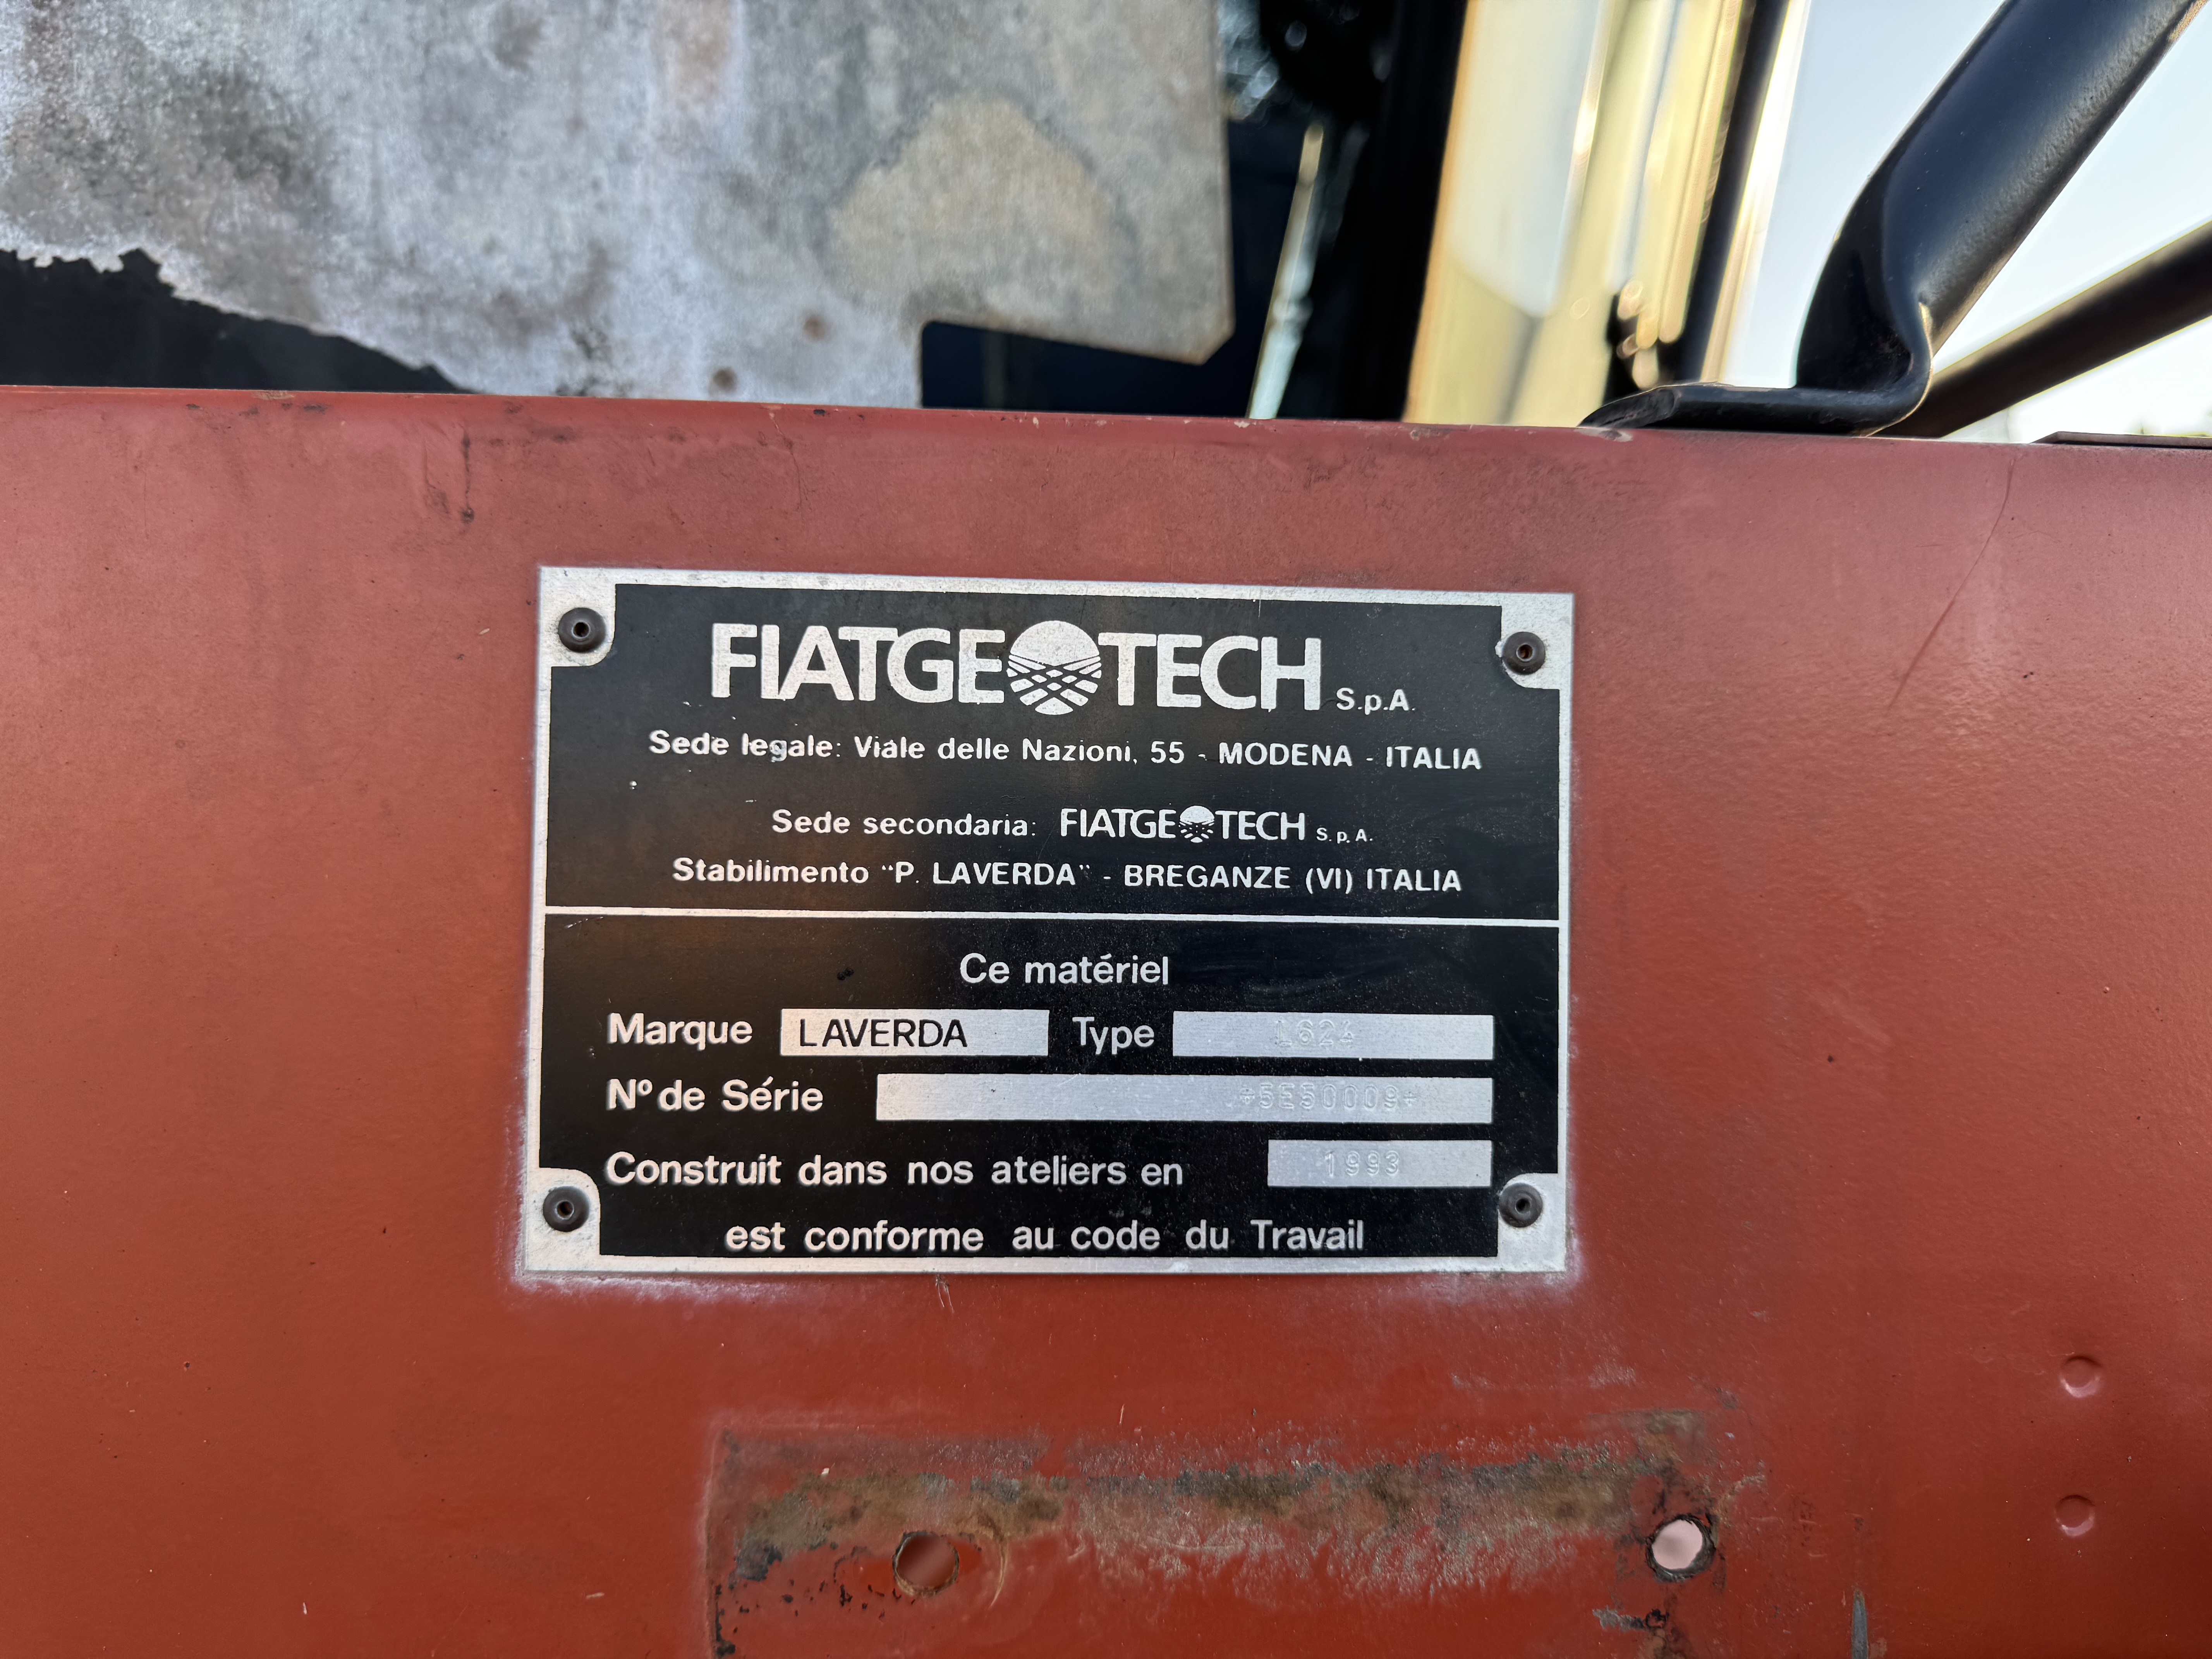 FIATGEOTECH S.p.A.
Sede legale: Viale delle Nazioni, 55 - MODENA - ITALIA
Sede secondaria: FIATGEOTECH S.p.A.
Stabilimento “P. LAVERDA” - BREGANZE (VI) ITALIA
Ce matériel
Marque LAVERDA Type
N° de Série *5E50009*
Construit dans nos ateliers en 1993
est conforme au code du Travail